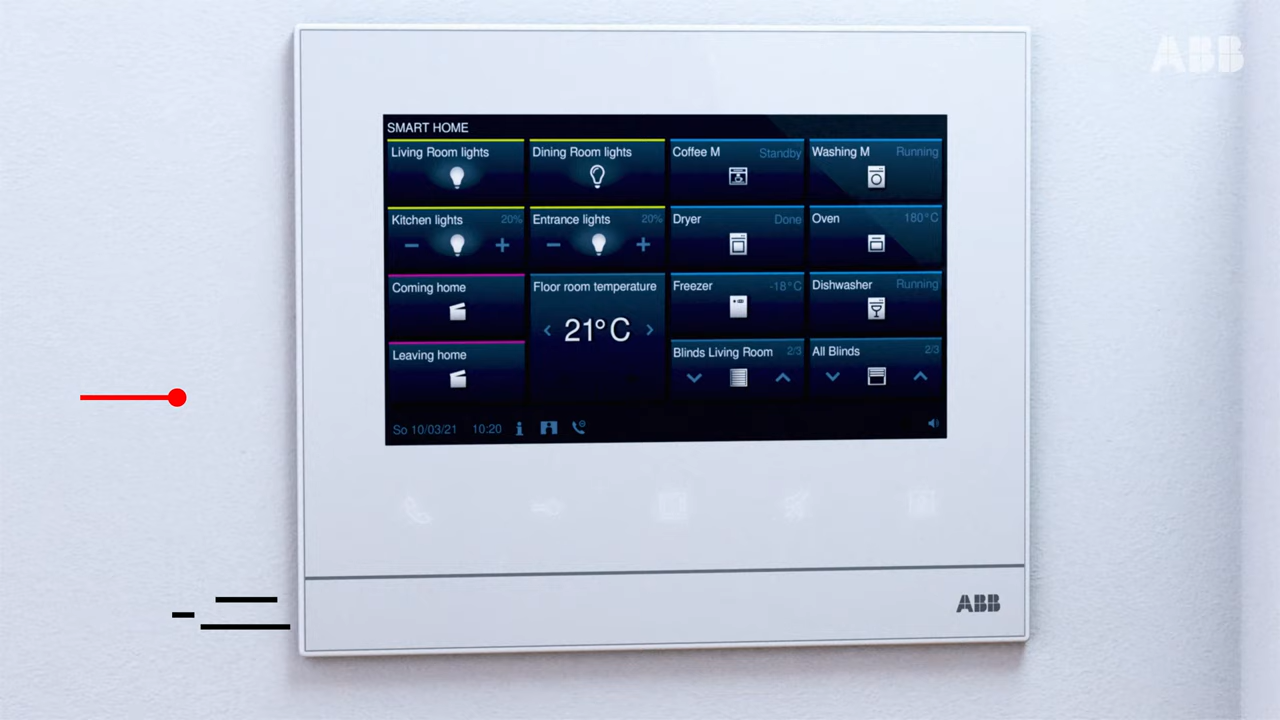 ABB
SMART HOME
Living Room lights
Dining Room lights
Coffee M Standby
Washing M Running
Kitchen lights 20%
Entrance lights 20%
Dryer Done
Oven 180°C
Coming home
Floor room temperature
21°C
Freezer -18°C
Dishwasher Running
Leaving home
Blinds Living Room 2/3
All Blinds 2/3
So 10/03/21 10:20
ABB